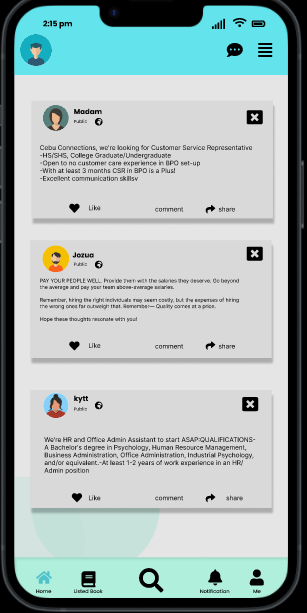 2:15 pm
Madam
Public
Cebu Connections, we're looking for Customer Service Representative
-HS/SHS, College Graduate/Undergraduate
-Open to no customer care experience in BPO set-up
-With at least 3 months CSR in BPO is a Plus!
-Excellent communication skillsv
Like comment share
Jozua
Public
PAY YOUR PEOPLE WELL. Provide them with the salaries they deserve. Go beyond
the average and pay your team above-average salaries.
Remember, hiring the right individuals may seem costly, but the expenses of hiring
the wrong ones far outweigh that. Remember— Quality comes at a price.
Hope these thoughts resonate with you!
Like comment share
kytt
Public
We're HR and Office Admin Assistant to start ASAP:QUALIFICATIONS-
A Bachelor's degree in Psychology, Human Resource Management,
Business Administration, Office Administration, Industrial Psychology,
and/or equivalent.-At least 1-2 years of work experience in an HR/
Admin position
Like comment share
Home Listed Book Notification Me